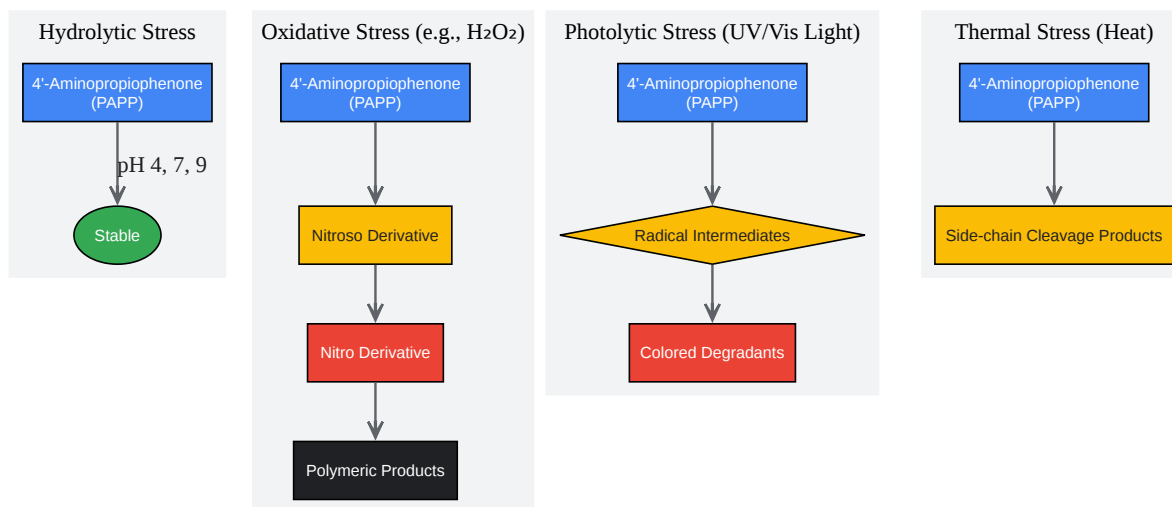 Hydrolytic Stress
4'-Aminopropiophenone
(PAPP)
pH 4, 7, 9
Stable
Oxidative Stress (e.g., H₂O₂)
4'-Aminopropiophenone
(PAPP)
Nitroso Derivative
Nitro Derivative
Polymeric Products
Photolytic Stress (UV/Vis Light)
4'-Aminopropiophenone
(PAPP)
Radical Intermediates
Colored Degradants
Thermal Stress (Heat)
4'-Aminopropiophenone
(PAPP)
Side-chain Cleavage Products